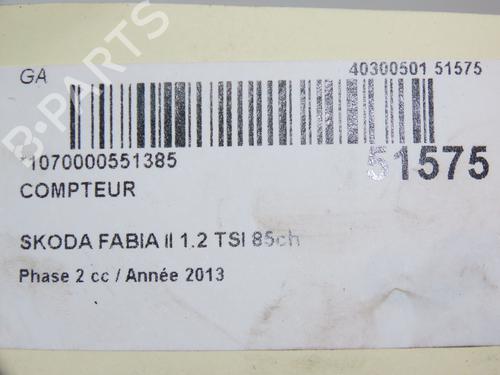 GA
40300501 51575
*1070000551385
51575
COMPTEUR
SKODA FABIA II 1.2 TSI 85ch
Phase 2 cc / Année 2013
B-PARTS